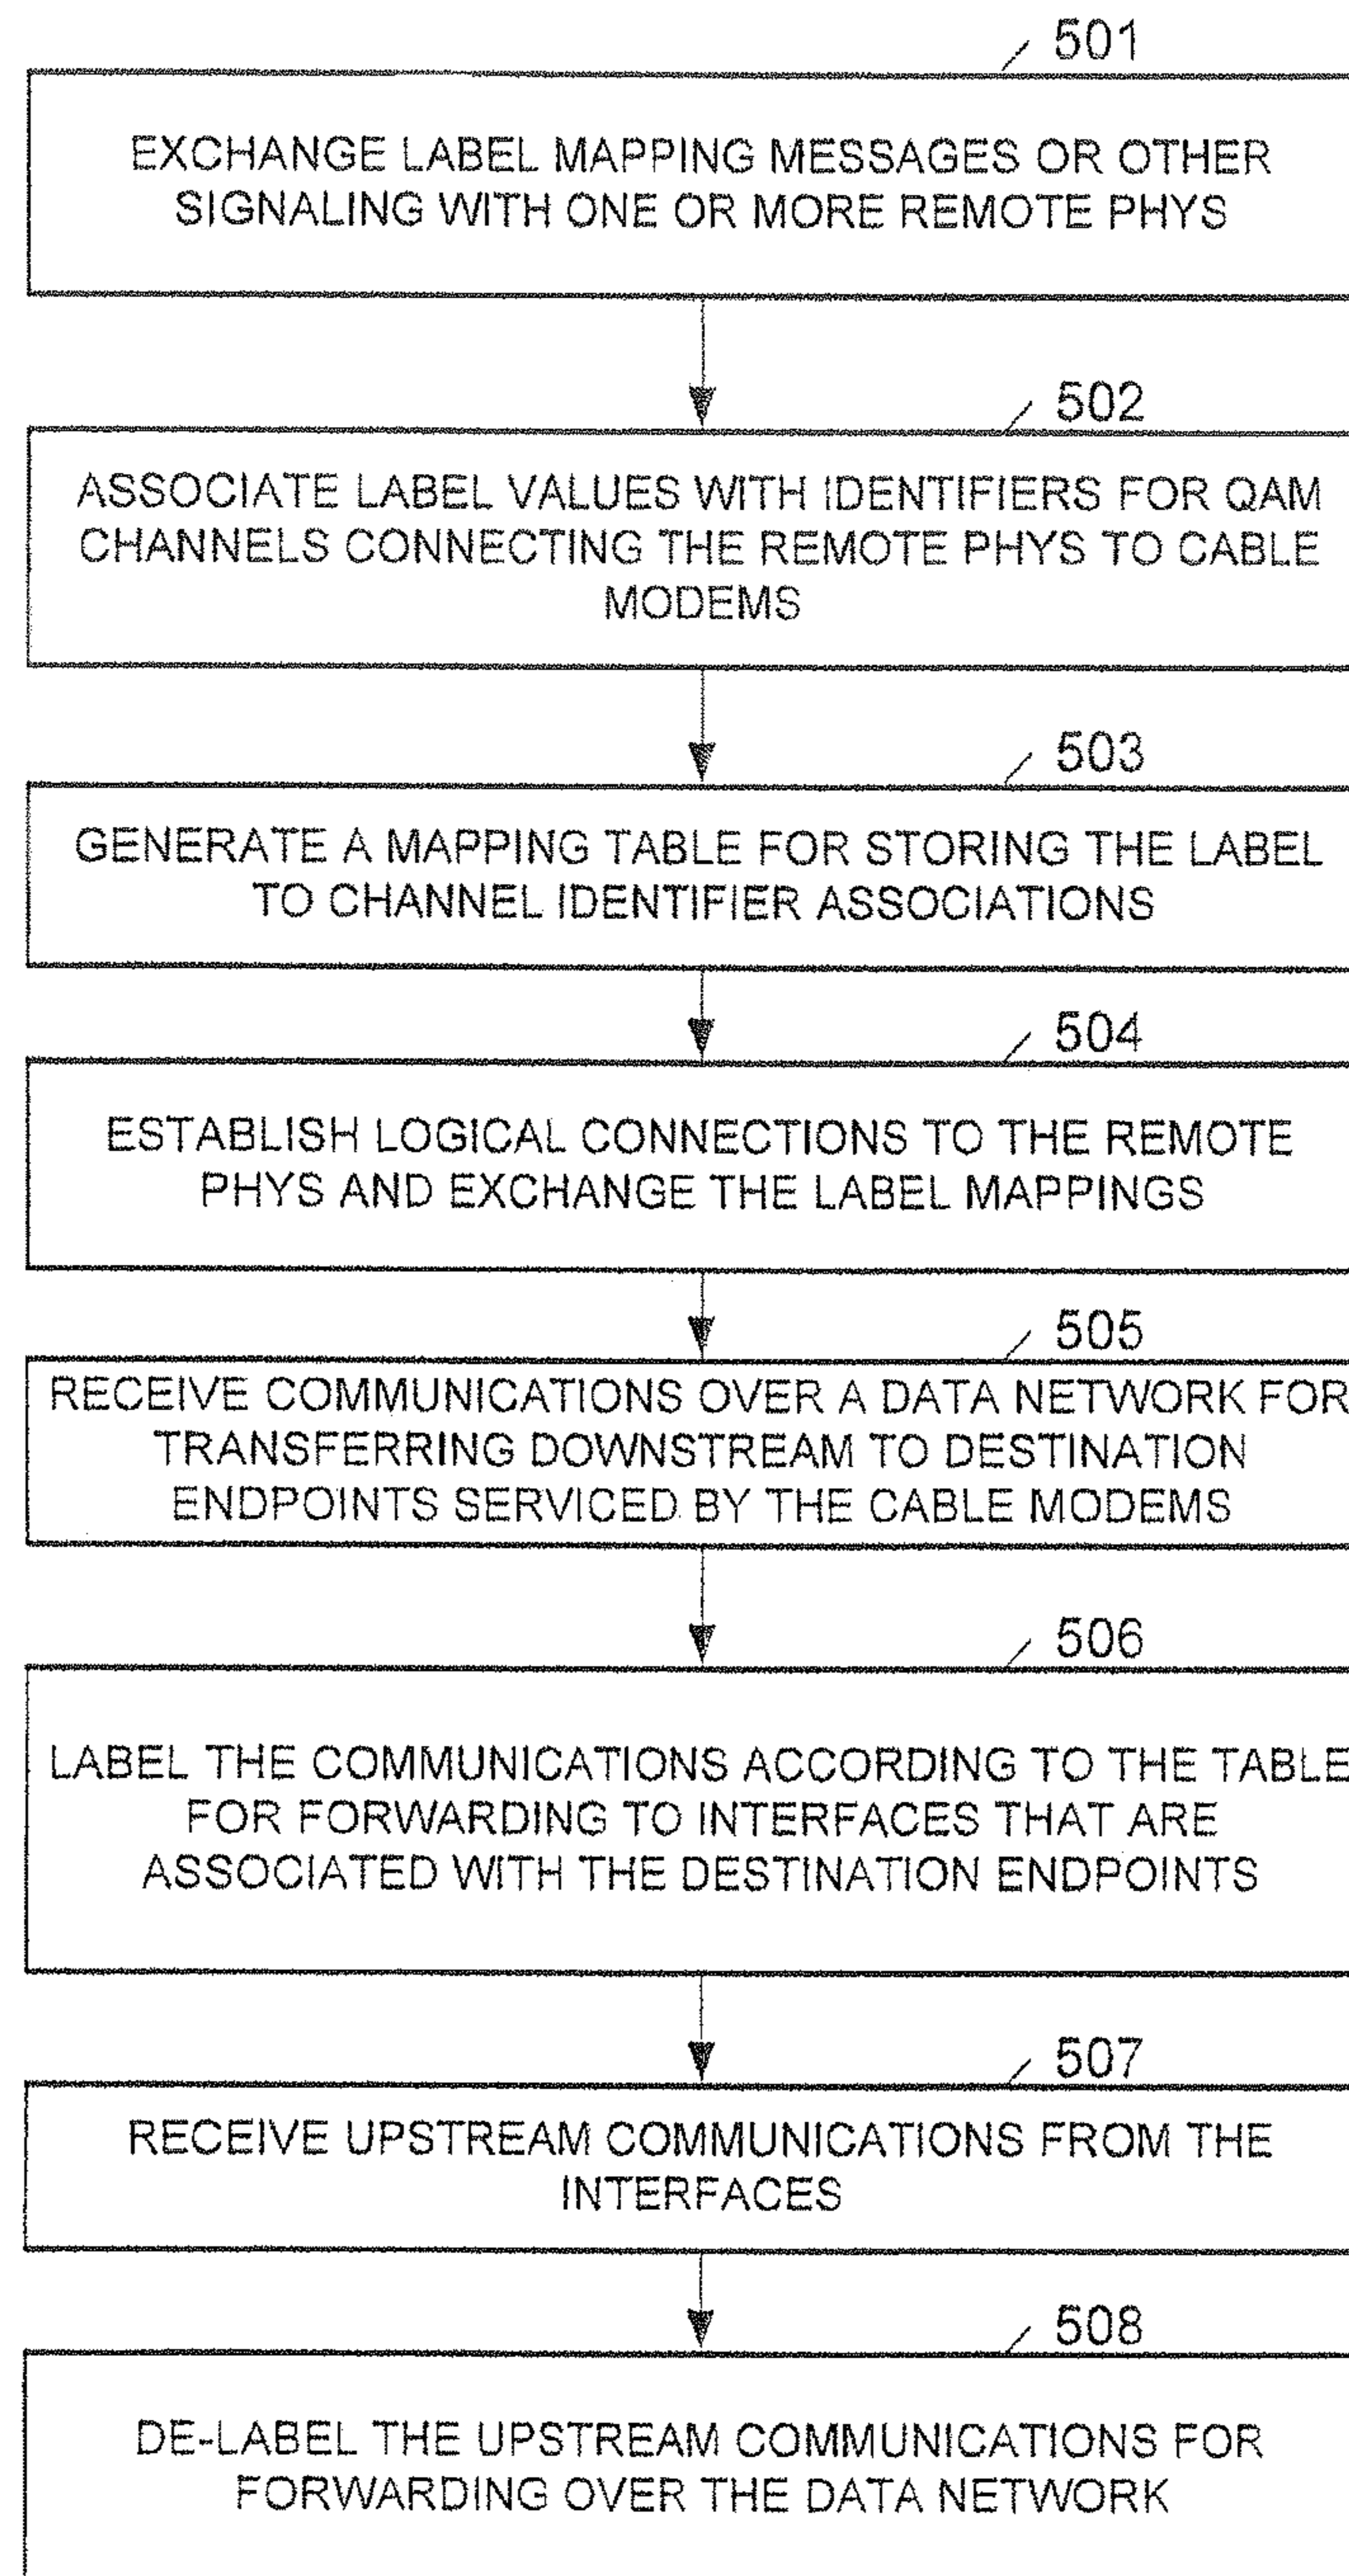 501
EXCHANGE LABEL MAPPING MESSAGES OR OTHER
SIGNALING WITH ONE OR MORE REMOTE PHYS
502
ASSOCIATE LABEL VALUES WITH IDENTIFIERS FOR QAM
CHANNELS CONNECTING THE REMOTE PHYS TO CABLE
MODEMS
503
GENERATE A MAPPING TABLE FOR STORING THE LABEL
TO CHANNEL IDENTIFIER ASSOCIATIONS
504
ESTABLISH LOGICAL CONNECTIONS TO THE REMOTE
PHYS AND EXCHANGE THE LABEL MAPPINGS
505
RECEIVE COMMUNICATIONS OVER A DATA NETWORK FOR
TRANSFERRING DOWNSTREAM TO DESTINATION
ENDPOINTS SERVICED BY THE CABLE MODEMS
506
LABEL THE COMMUNICATIONS ACCORDING TO THE TABLE
FOR FORWARDING TO INTERFACES THAT ARE
ASSOCIATED WITH THE DESTINATION ENDPOINTS
507
RECEIVE UPSTREAM COMMUNICATIONS FROM THE
INTERFACES
508
DE-LABEL THE UPSTREAM COMMUNICATIONS FOR
FORWARDING OVER THE DATA NETWORK